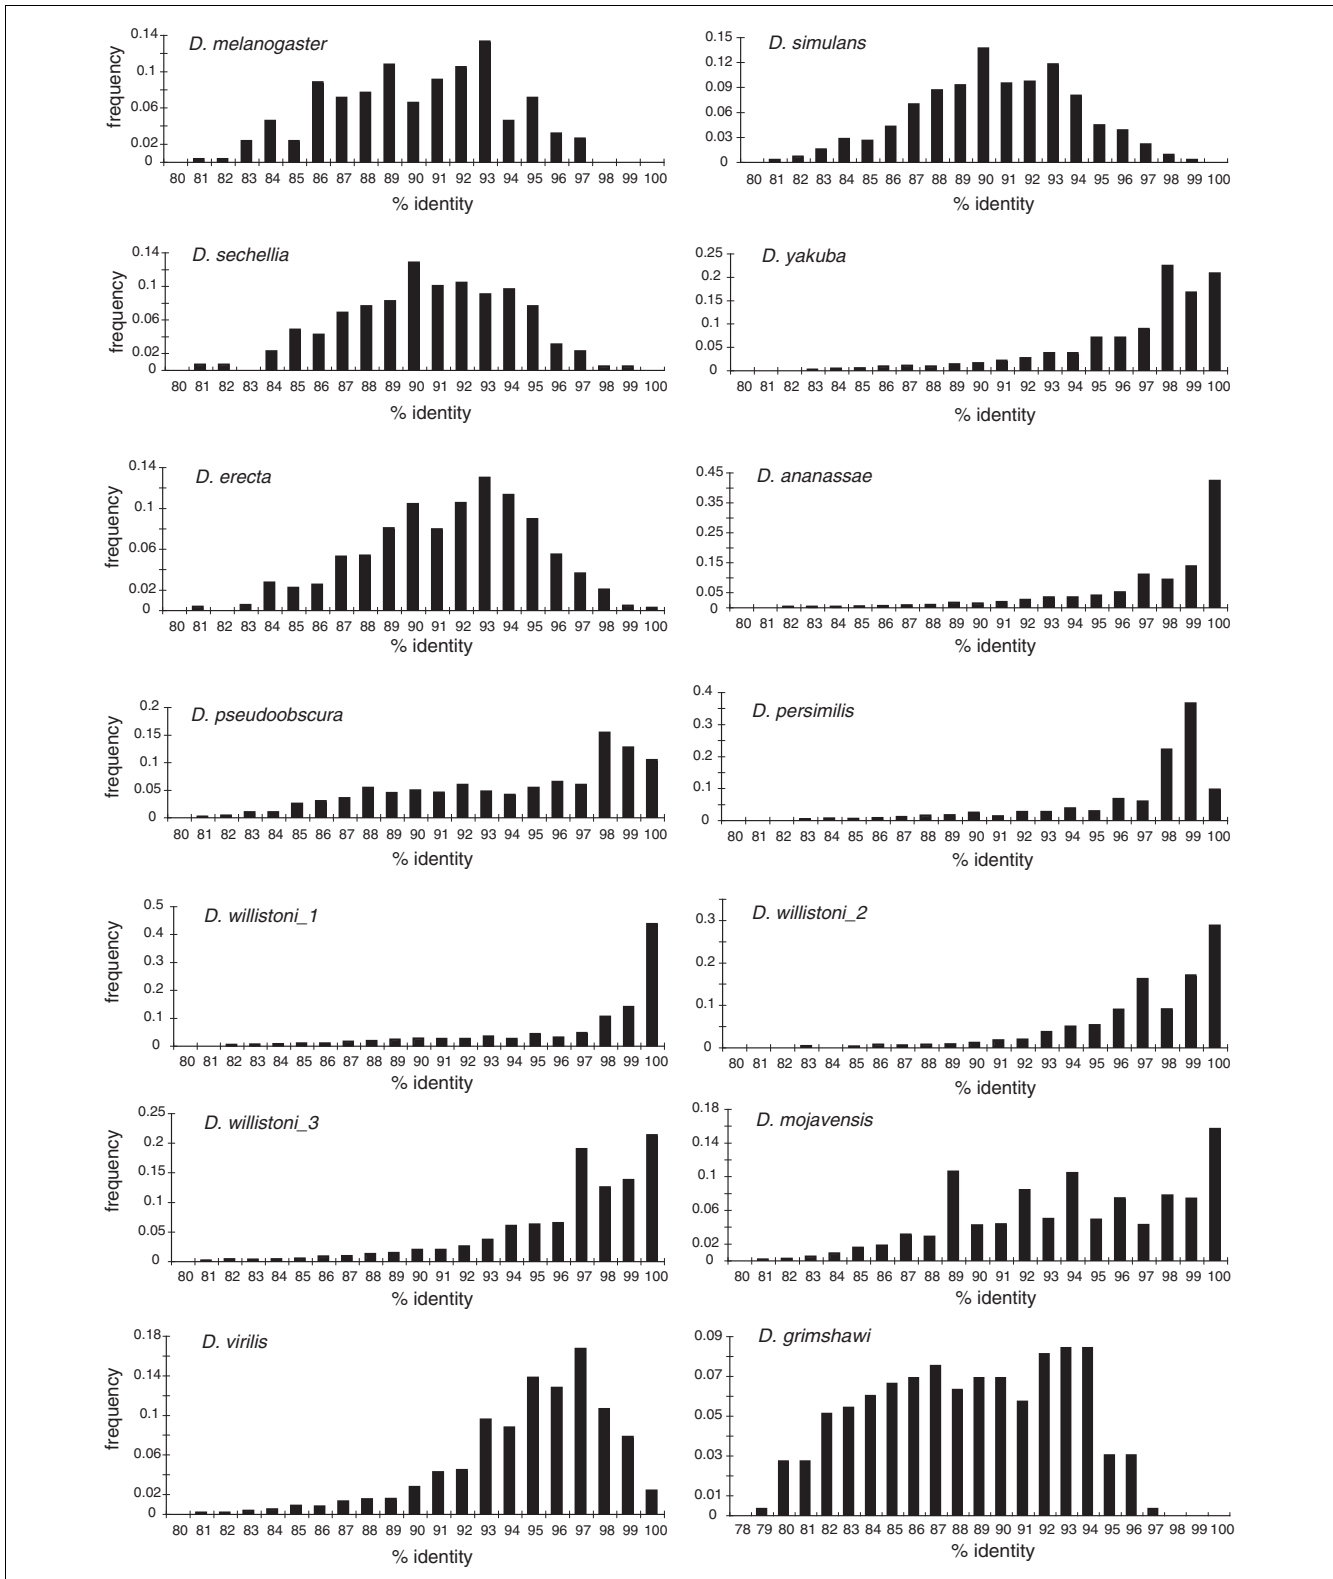 D. melanogaster
frequency
0.14
0.1
0.06
0.02
0
80 81 82 83 84 85 86 87 88 89 90 91 92 93 94 95 96 97 98 99 100
% identity
D. simulans
0.15
0.12
0.09
0.06
0.03
0
80 81 82 83 84 85 86 87 88 89 90 91 92 93 94 95 96 97 98 99 100
% identity
D. sechellia
frequency
0.14
0.1
0.06
0.02
0
80 81 82 83 84 85 86 87 88 89 90 91 92 93 94 95 96 97 98 99 100
% identity
D. yakuba
0.25
0.2
0.15
0.1
0.05
0
80 81 82 83 84 85 86 87 88 89 90 91 92 93 94 95 96 97 98 99 100
% identity
D. erecta
frequency
0.14
0.1
0.06
0.02
0
80 81 82 83 84 85 86 87 88 89 90 91 92 93 94 95 96 97 98 99 100
% identity
D. ananassae
0.45
0.35
0.25
0.15
0.05
0
80 81 82 83 84 85 86 87 88 89 90 91 92 93 94 95 96 97 98 99 100
% identity
D. pseudoobscura
frequency
0.2
0.15
0.1
0.05
0
80 81 82 83 84 85 86 87 88 89 90 91 92 93 94 95 96 97 98 99 100
% identity
D. persimilis
0.4
0.3
0.2
0.1
0
80 81 82 83 84 85 86 87 88 89 90 91 92 93 94 95 96 97 98 99 100
% identity
D. willistoni_1
frequency
0.5
0.4
0.3
0.2
0.1
0
80 81 82 83 84 85 86 87 88 89 90 91 92 93 94 95 96 97 98 99 100
% identity
D. willistoni_2
0.3
0.2
0.1
0
80 81 82 83 84 85 86 87 88 89 90 91 92 93 94 95 96 97 98 99 100
% identity
D. willistoni_3
frequency
0.25
0.2
0.15
0.1
0.05
0
80 81 82 83 84 85 86 87 88 89 90 91 92 93 94 95 96 97 98 99 100
% identity
D. mojavensis
0.18
0.14
0.1
0.06
0.02
0
80 81 82 83 84 85 86 87 88 89 90 91 92 93 94 95 96 97 98 99 100
% identity
D. virilis
frequency
0.18
0.14
0.1
0.06
0.02
0
80 81 82 83 84 85 86 87 88 89 90 91 92 93 94 95 96 97 98 99 100
% identity
D. grimshawi
0.09
0.07
0.05
0.03
0.01
0
78 79 80 81 82 83 84 85 86 87 88 89 90 91 92 93 94 95 96 97 98 99 100
% identity